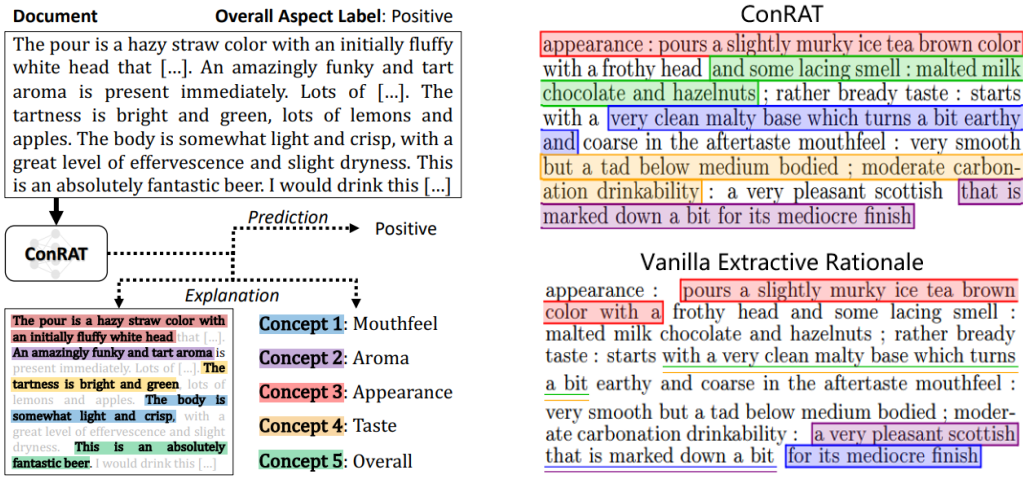 Document Overall Aspect Label: Positive
The pour is a hazy straw color with an initially fluffy
white head that [...]. An amazingly funky and tart
aroma is present immediately. Lots of [...]. The
tartness is bright and green, lots of lemons and
apples. The body is somewhat light and crisp, with a
great level of effervescence and slight dryness. This
is an absolutely fantastic beer. I would drink this [...]
ConRAT
Prediction
Positive
Explanation
The pour is a hazy straw color with
an initially fluffy white head that [...].
An amazingly funky and tart aroma is
present immediately. Lots of [...]. The
tartness is bright and green, lots of
lemons and apples. The body is
somewhat light and crisp, with a
great level of effervescence and slight
dryness. This is an absolutely
fantastic beer. I would drink this [...]
Concept 1: Mouthfeel
Concept 2: Aroma
Concept 3: Appearance
Concept 4: Taste
Concept 5: Overall
ConRAT
appearance : pours a slightly murky ice tea brown color
with a frothy head and some lacing smell : malted milk
chocolate and hazelnuts ; rather bready taste : starts
with a very clean malty base which turns a bit earthy
and coarse in the aftertaste mouthfeel : very smooth
but a tad below medium bodied ; moderate carbon-
ation drinkability : a very pleasant scottish that is
marked down a bit for its mediocre finish
Vanilla Extractive Rationale
appearance : pours a slightly murky ice tea brown
color with a frothy head and some lacing smell :
malted milk chocolate and hazelnuts ; rather bready
taste : starts with a very clean malty base which turns
a bit earthy and coarse in the aftertaste mouthfeel :
very smooth but a tad below medium bodied ; moder-
ate carbonation drinkability : a very pleasant scottish
that is marked down a bit for its mediocre finish